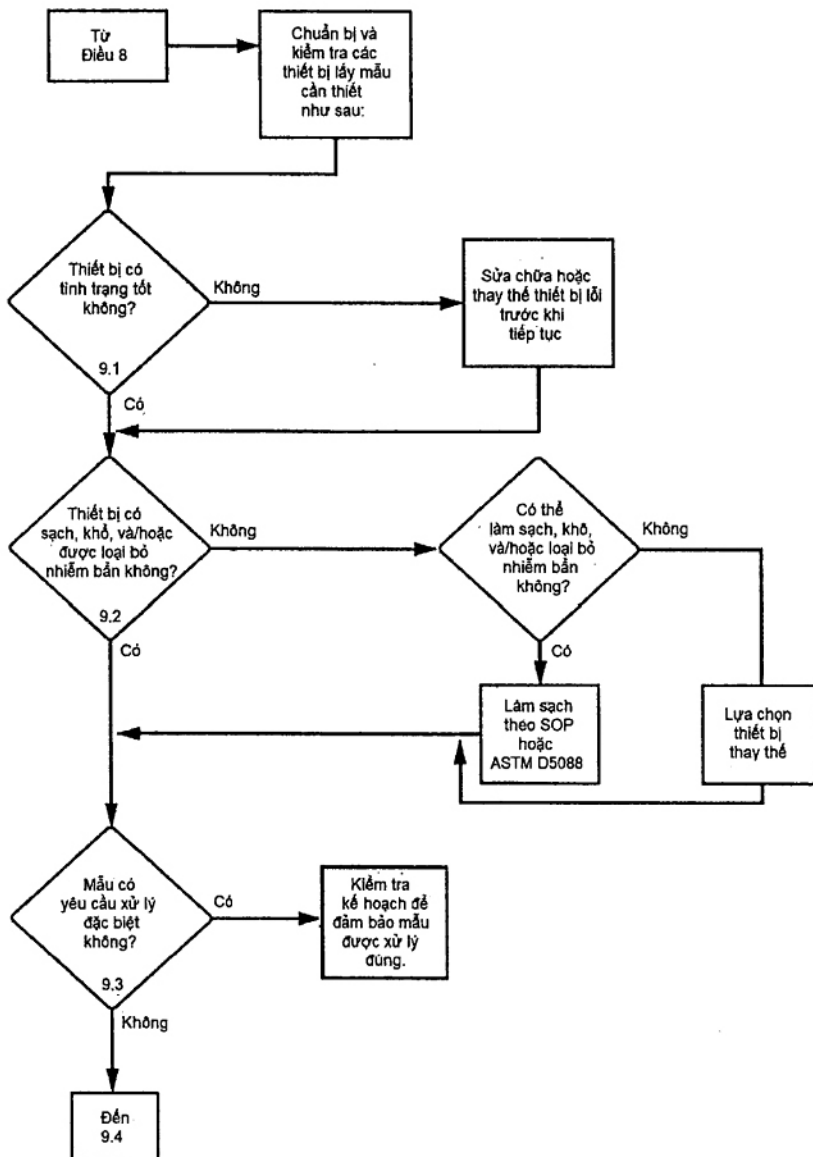 Từ
Điều 8
Chuẩn bị và
kiểm tra các
thiết bị lấy mẫu
cần thiết
như sau:
Thiết bị có
tình trạng tốt
không?
9.1
Không
Có
Sửa chữa hoặc
thay thế thiết bị lỗi
trước khi
tiếp tục
Thiết bị có
sạch, khổ, và/hoặc
được loại bỏ
nhiễm bẩn không?
9.2
Không
Có
Có thể
làm sạch, khô,
và/hoặc loại bỏ
nhiễm bẩn
không?
Không
Có
Làm sạch
theo SOP
hoặc
ASTM D5088
Lựa chọn
thiết bị
thay thế
Mẫu có
yêu cầu xử lý
đặc biệt
không?
9.3
Có
Không
Kiểm tra
kế hoạch để
đảm bảo mẫu
được xử lý
đúng.
Đến
9.4